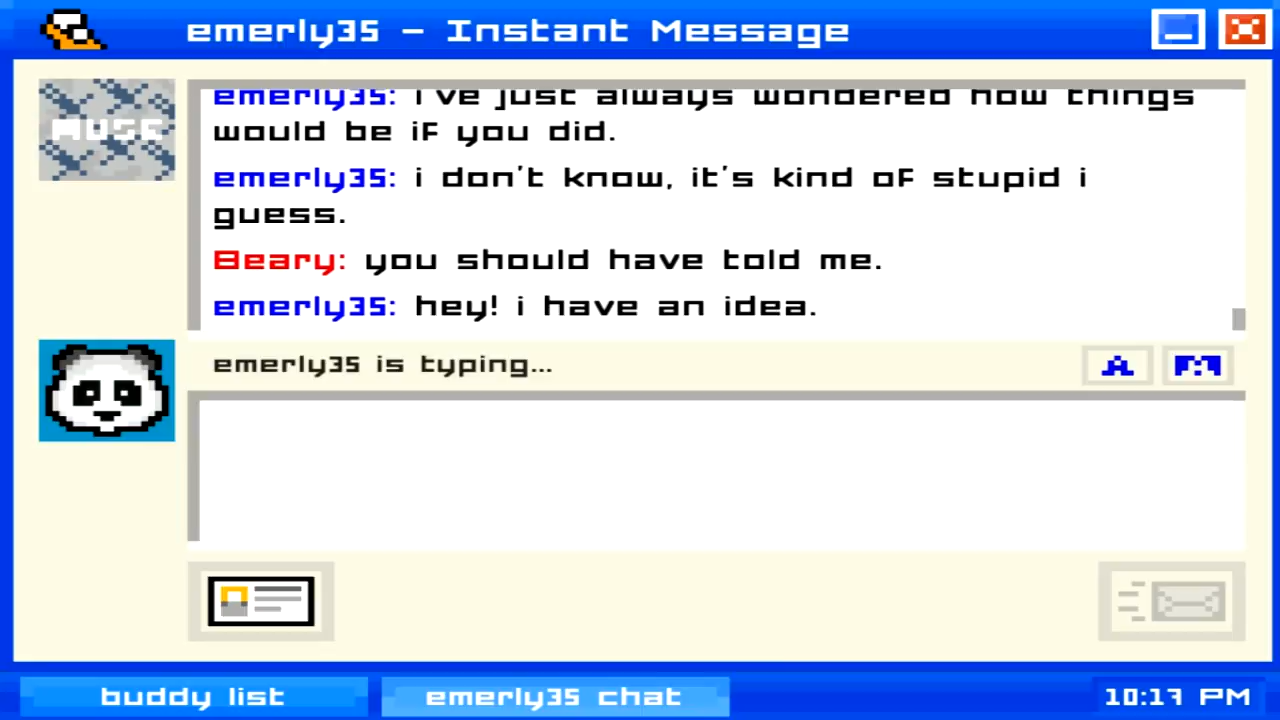 emerly35 - Instant Message
MUSE
emerly35: i've just always wondered how things
would be if you did.
emerly35: i don't know, it's kind of stupid i
guess.
Beary: you should have told me.
emerly35: hey! i have an idea.
emerly35 is typing...
A
buddy list
emerly35 chat
10:17 PM